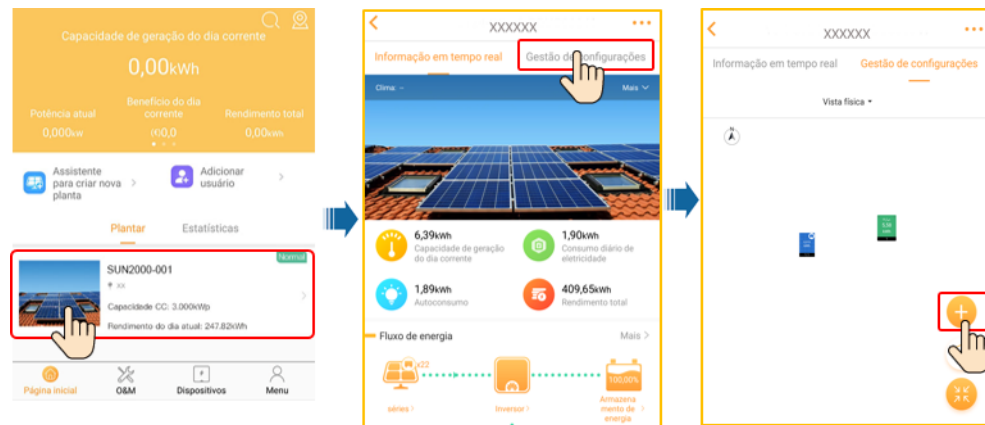 Capacidade de geração do dia corrente
0,00kWh
Potência atual
0,000kW
Benefício do dia
corrente
(¥)0,0
Rendimento total
0,00kWh
Assistente
para criar nova
planta
Adicionar
usuário
Plantar
Estatísticas
SUN2000-001
Normal
XX
Capacidade CC: 3.000kWp
Rendimento do dia atual: 247.82kWh
Página inicial
O&M
Dispositivos
Menu
XXXXXX
Informação em tempo real
Gestão de configurações
Clima: --
Mais
6,39kWh
Capacidade de geração
do dia corrente
1,90kWh
Consumo diário de
eletricidade
1,89kWh
Autoconsumo
409,65kWh
Rendimento total
Fluxo de energia
Mais
x22
100,00%
séries
Inversor
Armazena
mento de
energia
XXXXXX
Informação em tempo real
Gestão de configurações
Vista física
N